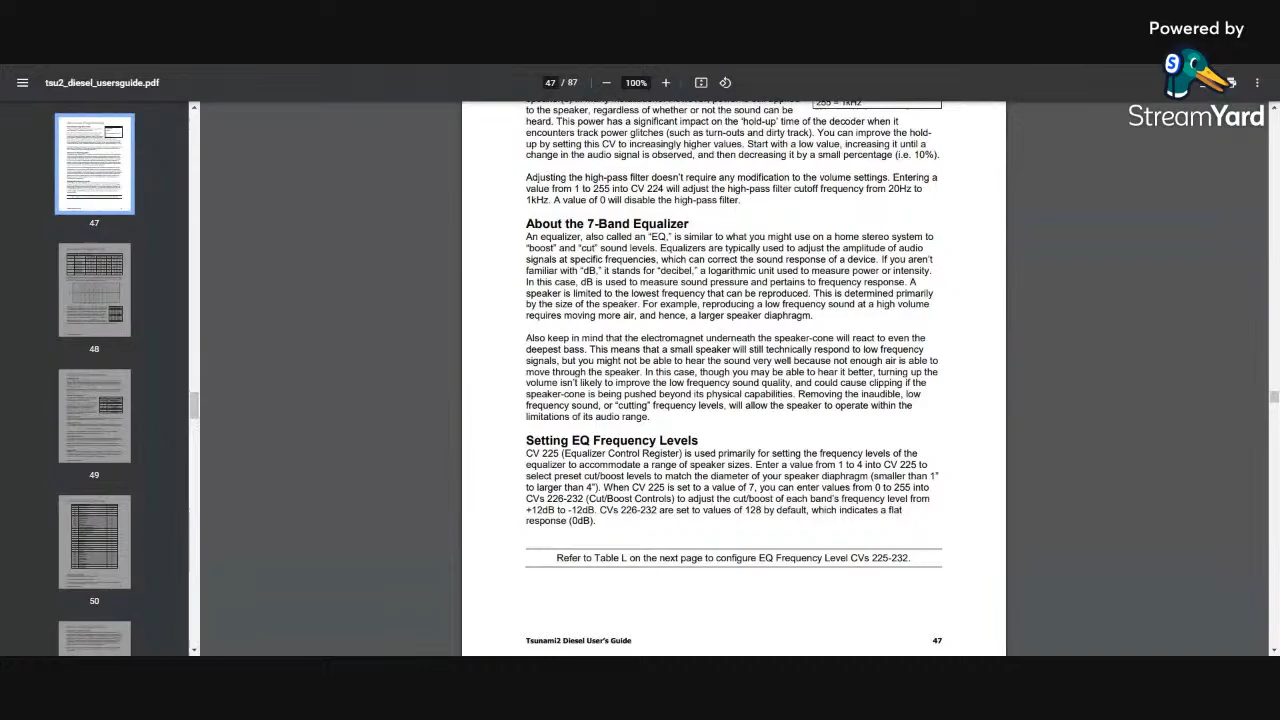 Powered by
StreamYard
tsu2_diesel_usersguide.pdf
47 / 87
100%
47
48
49
50
255 = 1kHz
to the speaker, regardless of whether or not the sound can be
heard. This power has a significant impact on the 'hold-up' time of the decoder when it
encounters track power glitches (such as turn-outs and dirty track). You can improve the hold-
up by setting this CV to increasingly higher values. Start with a low value, increasing it until a
change in the audio signal is observed, and then decreasing it by a small percentage (i.e. 10%).
Adjusting the high-pass filter doesn't require any modification to the volume settings. Entering a
value from 1 to 255 into CV 224 will adjust the high-pass filter cutoff frequency from 20Hz to
1kHz. A value of 0 will disable the high-pass filter.
About the 7-Band Equalizer
An equalizer, also called an "EQ," is similar to what you might use on a home stereo system to
"boost" and "cut" sound levels. Equalizers are typically used to adjust the amplitude of audio
signals at specific frequencies, which can correct the sound response of a device. If you aren't
familiar with "dB," it stands for "decibel," a logarithmic unit used to measure power or intensity.
In this case, dB is used to measure sound pressure and pertains to frequency response. A
speaker is limited to the lowest frequency that can be reproduced. This is determined primarily
by the size of the speaker. For example, reproducing a low frequency sound at a high volume
requires moving more air, and hence, a larger speaker diaphragm.
Also keep in mind that the electromagnet underneath the speaker-cone will react to even the
deepest bass. This means that a small speaker will still technically respond to low frequency
signals, but you might not be able to hear the sound very well because not enough air is able to
move through the speaker. In this case, though you may be able to hear it better, turning up the
volume isn't likely to improve the low frequency sound quality, and could cause clipping if the
speaker-cone is being pushed beyond its physical capabilities. Removing the inaudible, low
frequency sound, or "cutting" frequency levels, will allow the speaker to operate within the
limitations of its audio range.
Setting EQ Frequency Levels
CV 225 (Equalizer Control Register) is used primarily for setting the frequency levels of the
equalizer to accommodate a range of speaker sizes. Enter a value from 1 to 4 into CV 225 to
select preset cut/boost levels to match the diameter of your speaker diaphragm (smaller than 1"
to larger than 4"). When CV 225 is set to a value of 7, you can enter values from 0 to 255 into
CVs 226-232 (Cut/Boost Controls) to adjust the cut/boost of each band's frequency level from
+12dB to -12dB. CVs 226-232 are set to values of 128 by default, which indicates a flat
response (0dB).
Refer to Table L on the next page to configure EQ Frequency Level CVs 225-232.
Tsunami2 Diesel User's Guide
47